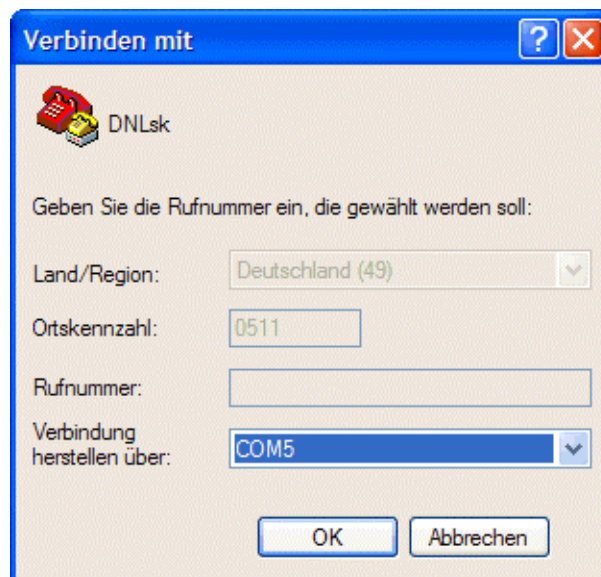 Verbinden mit
DNLsk
Geben Sie die Rufnummer ein, die gewählt werden soll:
Land/Region: Deutschland (49)
Ortskennzahl: 0511
Rufnummer:
Verbindung
herstellen über: COM5
OK Abbrechen